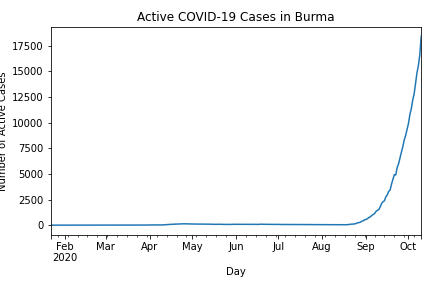 Active COVID-19 Cases in Burma
Number of Active Cases
17500
15000
12500
10000
7500
5000
2500
0
Feb Mar Apr May Jun Jul Aug Sep Oct
2020
Day